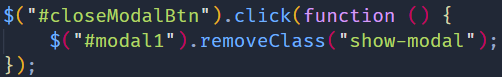 $("#closeModalBtn").click(function () {
    $("#modal1").removeClass("show-modal");
});